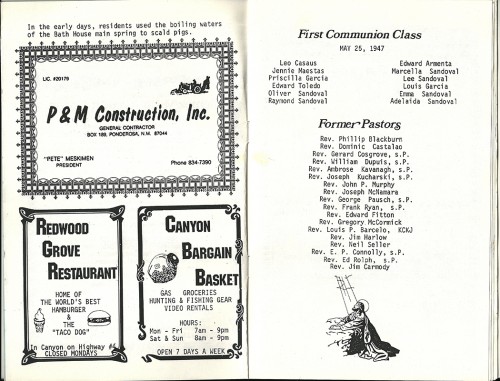 In the early days, residents used the boiling waters
of the Bath House main spring to scald pigs.
LIC. #20175
P & M Construction, Inc.
GENERAL CONTRACTOR
BOX 189, PONDEROSA, N.M. 87044
"PETE" MESKIMEN
PRESIDENT
Phone 834-7390
REDWOOD
GROVE
RESTAURANT
HOME OF
THE WORLD'S BEST
HAMBURGER
&
THE
"TACO DOG"
In Canyon on Highway #4
CLOSED MONDAYS
CANYON
BARGAIN
BASKET
GAS GROCERIES
HUNTING & FISHING GEAR
VIDEO RENTALS
HOURS:
Mon - Fri 7am - 9pm
Sat & Sun 8am - 9pm
OPEN 7 DAYS A WEEK
First Communion Class
MAY 25, 1947
Leo Casaus
Jennie Maestas
Priscilla Garcia
Edward Toledo
Oliver Sandoval
Raymond Sandoval
Edward Armenta
Marcella Sandoval
Lee Sandoval
Louis Garcia
Emma Sandoval
Adelaida Sandoval
Former Pastors
Rev. Phillip Blackburn
Rev. Dominic Castalao
Rev. Gerard Cosgrove, s.P.
Rev. William Dupuis, s.P.
Rev. Ambrose Kavanagh, s.P.
Rev. Joseph Kucharski, s.P.
Rev. John P. Murphy
Rev. Joseph McNamara
Rev. George Pausch, s.P.
Rev. Frank Ryan, s.P.
Rev. Edward Fitton
Rev. Gregory McCormick
Rev. Louis P. Barcelo, KCKJ
Rev. Jim Harlow
Rev. Neil Seller
Rev. E. P. Connolly, s.P.
Rev. Ed Rolph, s.P.
Rev. Jim Carmody